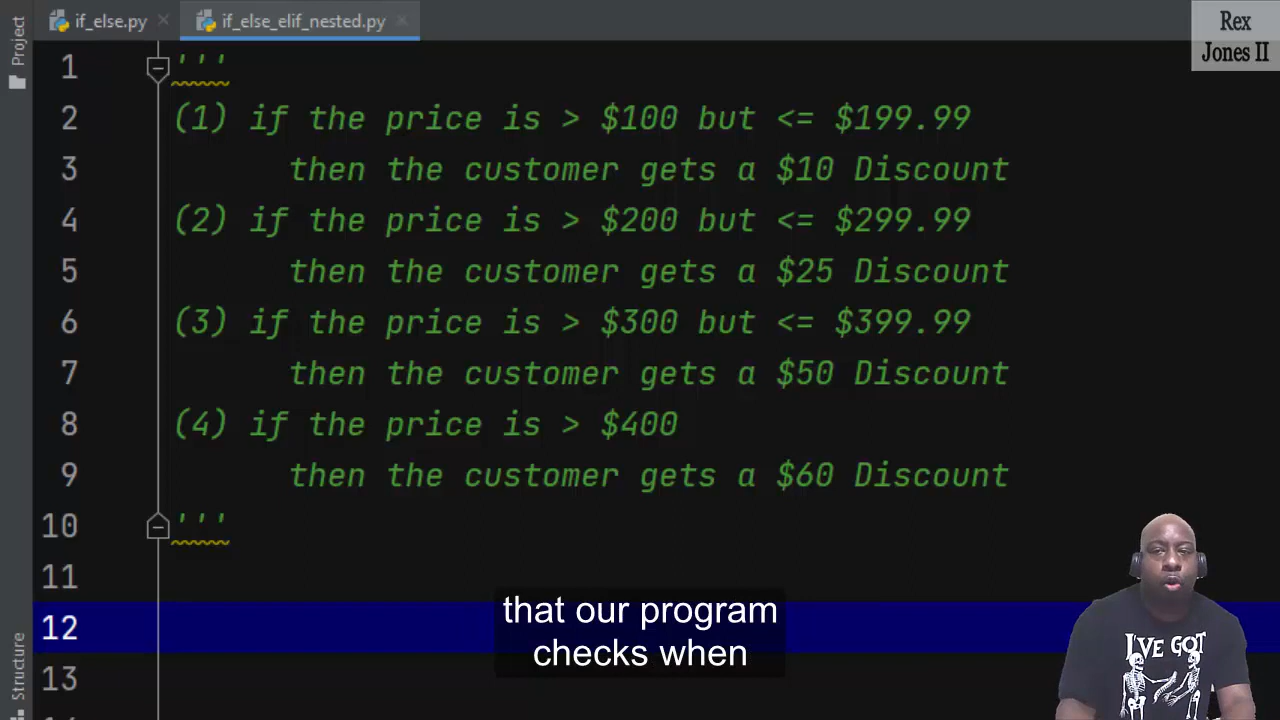 if_else.py
if_else_elif_nested.py
Rex
Jones II
Project
1 '''
2 (1) if the price is > $100 but <= $199.99
3 then the customer gets a $10 Discount
4 (2) if the price is > $200 but <= $299.99
5 then the customer gets a $25 Discount
6 (3) if the price is > $300 but <= $399.99
7 then the customer gets a $50 Discount
8 (4) if the price is > $400
9 then the customer gets a $60 Discount
10 '''
11
12
13
that our program
checks when
Structure
I'VE GOT